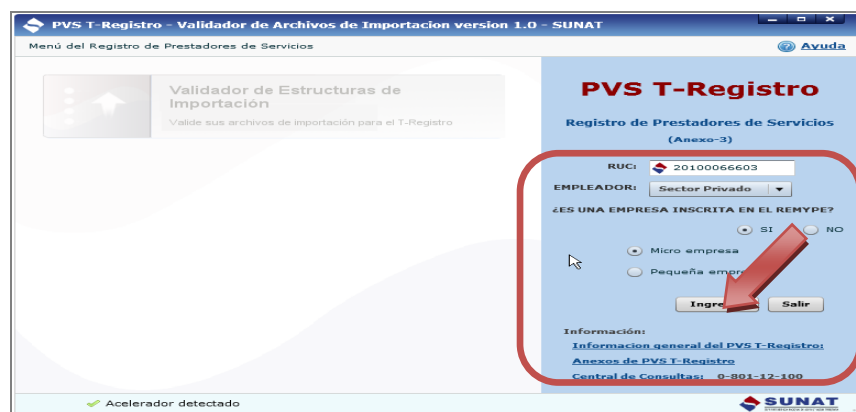 PVS T-Registro - Validador de Archivos de Importacion version 1.0 - SUNAT
Menú del Registro de Prestadores de Servicios
Ayuda
Validador de Estructuras de
Importación
Valide sus archivos de importación para el T-Registro
PVS T-Registro
Registro de Prestadores de Servicios
(Anexo-3)
RUC: 20100066603
EMPLEADOR: Sector Privado
¿ES UNA EMPRESA INSCRITA EN EL REMYPE?
SI NO
Micro empresa
Pequeña empr
Ingre Salir
Información:
Informacion general del PVS T-Registro:
Anexos de PVS T-Registro
Central de Consultas: 0-801-12-100
Acelerador detectado
SUNAT